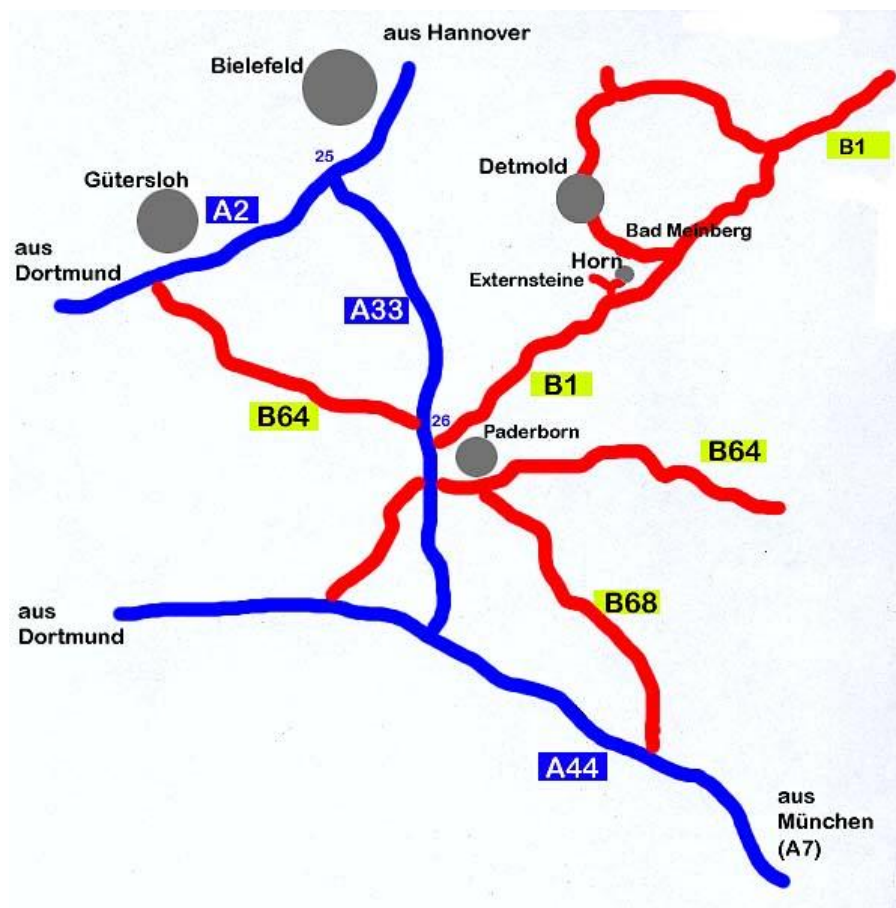 aus Hannover
Bielefeld
25
Gütersloh
A2
B1
Detmold
aus
Dortmund
Bad Meinberg
Horn
Externsteine
A33
B1
B64
26
Paderborn
B64
B68
aus
Dortmund
A44
aus
München
(A7)